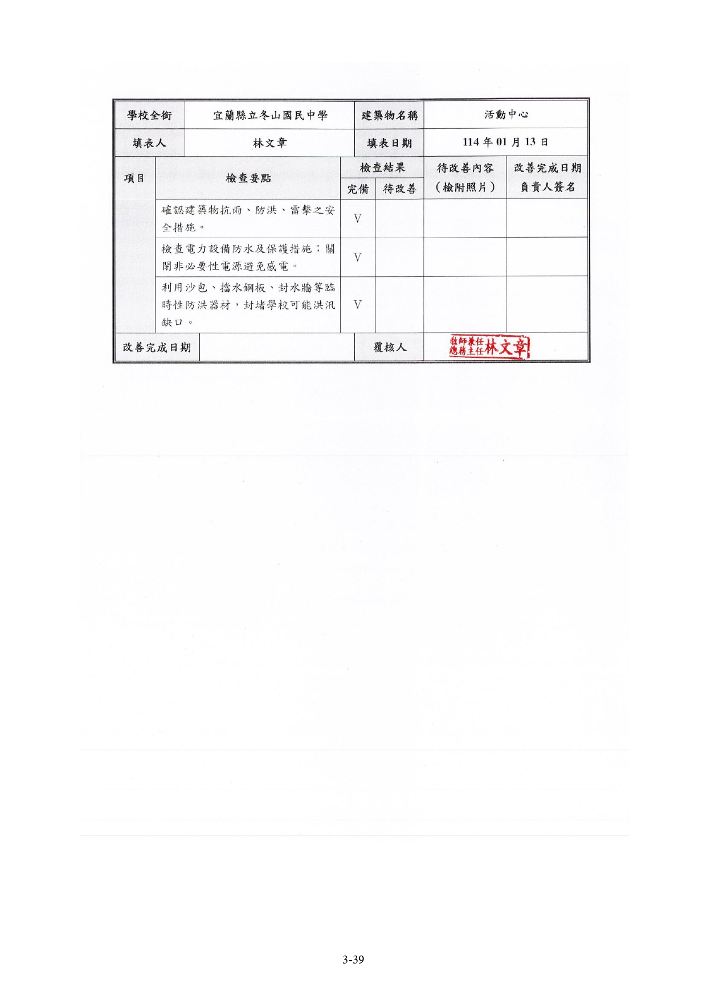 學校全銜 宜蘭縣立冬山國民中學 建築物名稱 活動中心
填表人 林文章 填表日期 114 年 01 月 13 日
項目 檢查要點 檢查結果 待改善內容 改善完成日期
完備 待改善 （檢附照片） 負責人簽名
確認建築物抗雨、防洪、雷擊之安
全措施。
V
檢查電力設備防水及保護措施；關
閉非必要性電源避免感電。
V
利用沙包、擋水鋼板、封水牆等臨
時性防洪器材，封堵學校可能洪汛
缺口。
V
改善完成日期 覆核人 教師兼任 林文章
總務主任
3-39